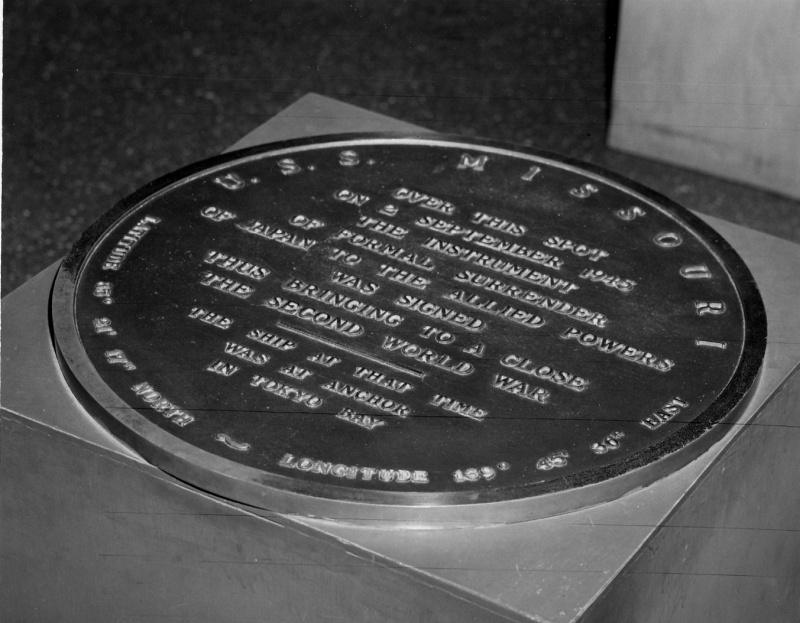 U.S.S. MISSOURI
OVER THIS SPOT
ON 2 SEPTEMBER 1945
THE INSTRUMENT
OF FORMAL SURRENDER
OF JAPAN TO THE ALLIED POWERS
WAS SIGNED
THUS BRINGING TO A CLOSE
THE SECOND WORLD WAR
THE SHIP AT THAT TIME
WAS AT ANCHOR
IN TOKYO BAY
LATITUDE 35° 21' 17" NORTH ~ LONGITUDE 139° 45' 36" EAST